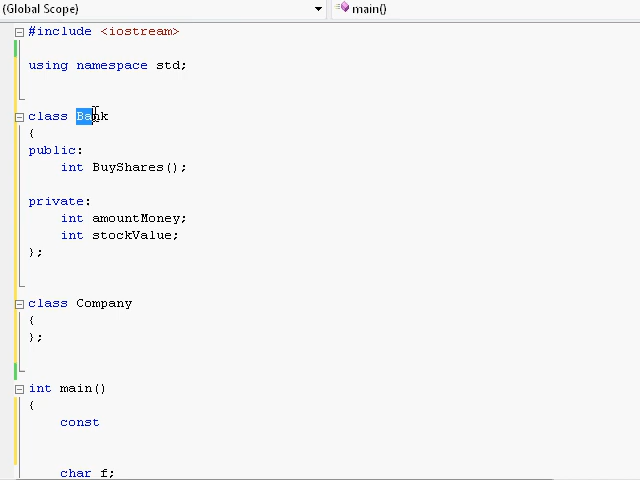 (Global Scope) main()
#include <iostream>
using namespace std;
class Bank
{
public:
int BuyShares();
private:
int amountMoney;
int stockValue;
};
class Company
{
};
int main()
{
const
char f;